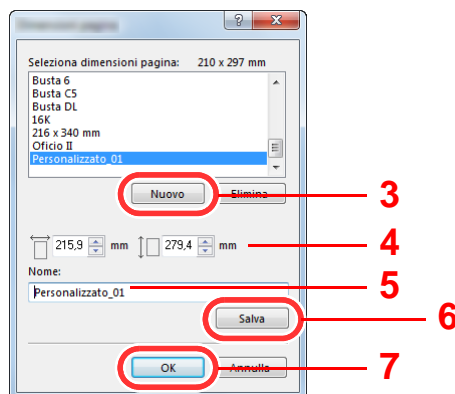 Dimensioni pagina
Seleziona dimensioni pagina: 210 x 297 mm
Busta 6
Busta C5
Busta DL
16K
216 x 340 mm
Oficio II
Personalizzato_01
Nuovo Elimina 3
215,9 mm 279,4 mm 4
Nome: 5
Personalizzato_01
Salva 6
OK Annulla 7